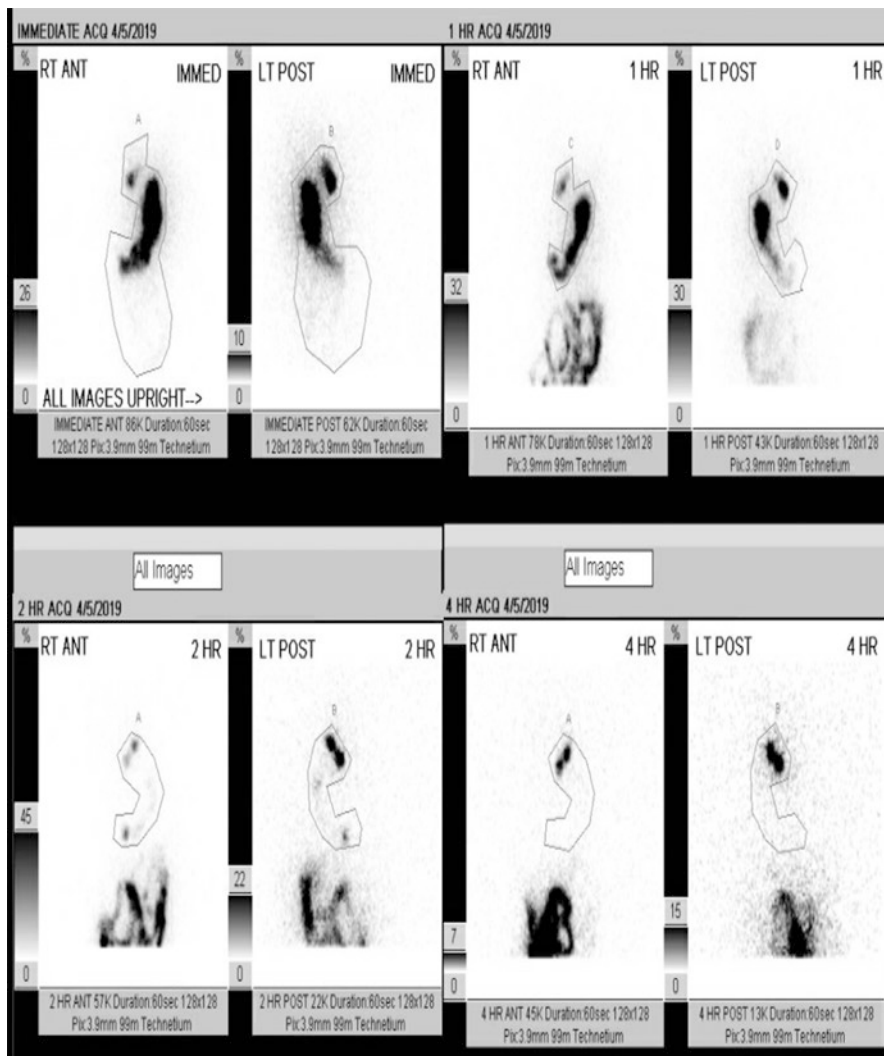 IMMEDIATE ACQ 4/5/2019
% RT ANT IMMED
A
26
0
ALL IMAGES UPRIGHT-->
IMMEDIATE ANT 86K Duration:60sec
128x128 Pix:3.9mm 99m Technetium
% LT POST IMMED
B
10
0
IMMEDIATE POST 62K Duration:60sec
128x128 Pix:3.9mm 99m Technetium
1 HR ACQ 4/5/2019
% RT ANT 1 HR
C
32
0
1 HR ANT 78K Duration:60sec 128x128
Pix:3.9mm 99m Technetium
% LT POST 1 HR
D
30
0
1 HR POST 43K Duration:60sec 128x128
Pix:3.9mm 99m Technetium
All Images
2 HR ACQ 4/5/2019
% RT ANT 2 HR
A
45
0
2 HR ANT 57K Duration:60sec 128x128
Pix:3.9mm 99m Technetium
% LT POST 2 HR
B
22
0
2 HR POST 22K Duration:60sec 128x128
Pix:3.9mm 99m Technetium
All Images
4 HR ACQ 4/5/2019
% RT ANT 4 HR
A
7
0
4 HR ANT 45K Duration:60sec 128x128
Pix:3.9mm 99m Technetium
% LT POST 4 HR
B
15
0
4 HR POST 13K Duration:60sec 128x128
Pix:3.9mm 99m Technetium